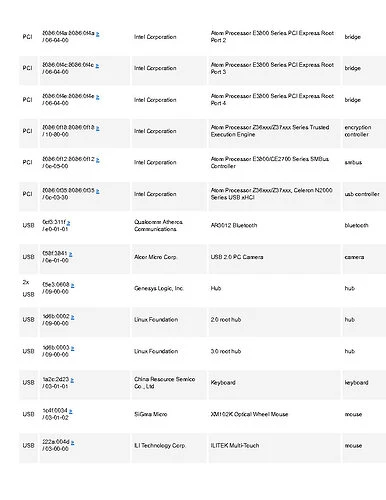 PCI
8086:0f4a:8086:0f4a
/ 06-04-00
Intel Corporation
Atom Processor E3800 Series PCI Express Root
Port 2
bridge
PCI
8086:0f4c:8086:0f4c
/ 06-04-00
Intel Corporation
Atom Processor E3800 Series PCI Express Root
Port 3
bridge
PCI
8086:0f4e:8086:0f4e
/ 06-04-00
Intel Corporation
Atom Processor E3800 Series PCI Express Root
Port 4
bridge
PCI
8086:0f18:8086:0f18
/ 10-80-00
Intel Corporation
Atom Processor Z36xxx/Z37xxx Series Trusted
Execution Engine
encryption
controller
PCI
8086:0f12:8086:0f12
/ 0c-05-00
Intel Corporation
Atom Processor E3800/CE2700 Series SMBus
Controller
smbus
PCI
8086:0f35:8086:0f35
/ 0c-03-30
Intel Corporation
Atom Processor Z36xxx/Z37xxx, Celeron N2000
Series USB xHCI
usb controller
USB
0cf3:311f
/ e0-01-01
Qualcomm Atheros
Communications
AR3012 Bluetooth
bluetooth
USB
058f:3841
/ 0e-01-00
Alcor Micro Corp.
USB 2.0 PC Camera
camera
2x
USB
05e3:0608
/ 09-00-00
Genesys Logic, Inc.
Hub
hub
USB
1d6b:0002
/ 09-00-00
Linux Foundation
2.0 root hub
hub
USB
1d6b:0003
/ 09-00-00
Linux Foundation
3.0 root hub
hub
USB
1a2c:2d23
/ 03-01-01
China Resource Semico
Co., Ltd
Keyboard
keyboard
USB
1c4f:0034
/ 03-01-02
SiGma Micro
XM102K Optical Wheel Mouse
mouse
USB
222a:004d
/ 03-00-00
ILI Technology Corp.
ILITEK Multi-Touch
mouse